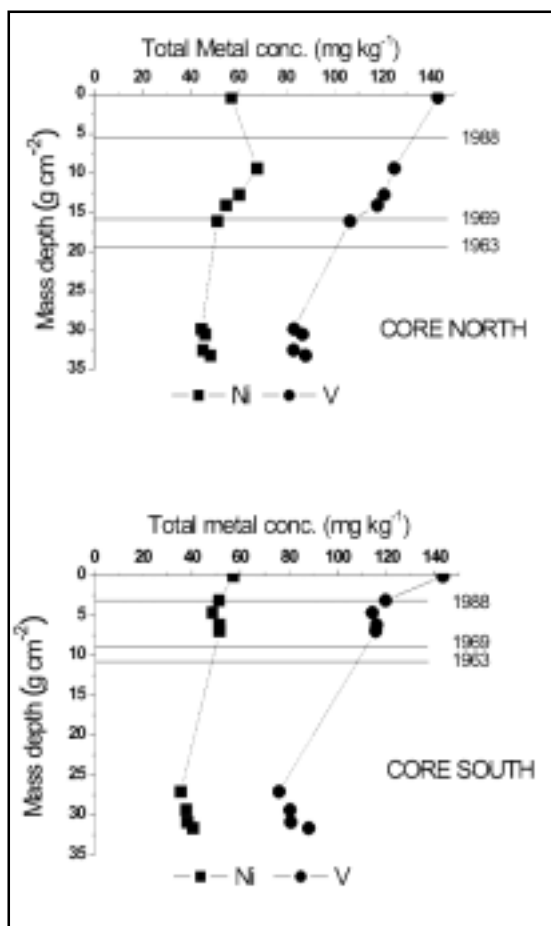 Total Metal conc. (mg kg⁻¹)
0 20 40 60 80 100 120 140
Mass depth (g cm⁻²)
0
5
10
15
20
25
30
35
1988
1969
1963
CORE NORTH
Ni V
Total metal conc. (mg kg⁻¹)
0 20 40 60 80 100 120 140
Mass depth (g cm⁻²)
0
5
10
15
20
25
30
35
1988
1969
1963
CORE SOUTH
Ni V